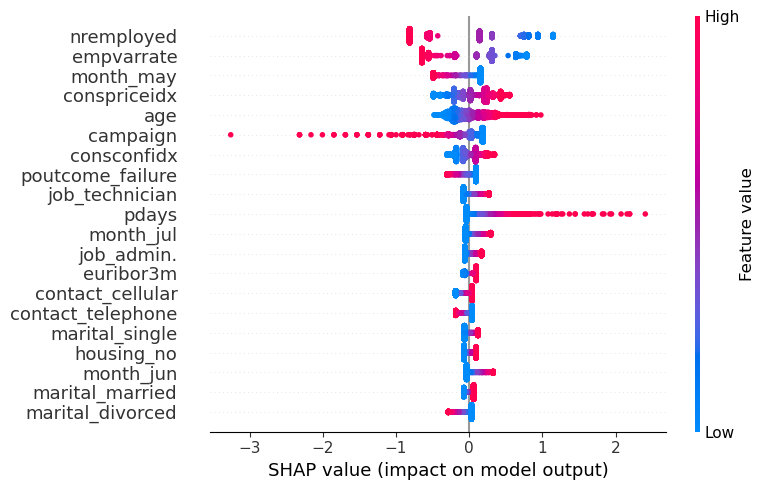 High
nremployed
empvarrate
month_may
conspriceidx
age
campaign
consconfidx
poutcome_failure
job_technician
pdays
month_jul
job_admin.
euribor3m
contact_cellular
contact_telephone
marital_single
housing_no
month_jun
marital_married
marital_divorced
Feature value
Low
−3 −2 −1 0 1 2
SHAP value (impact on model output)